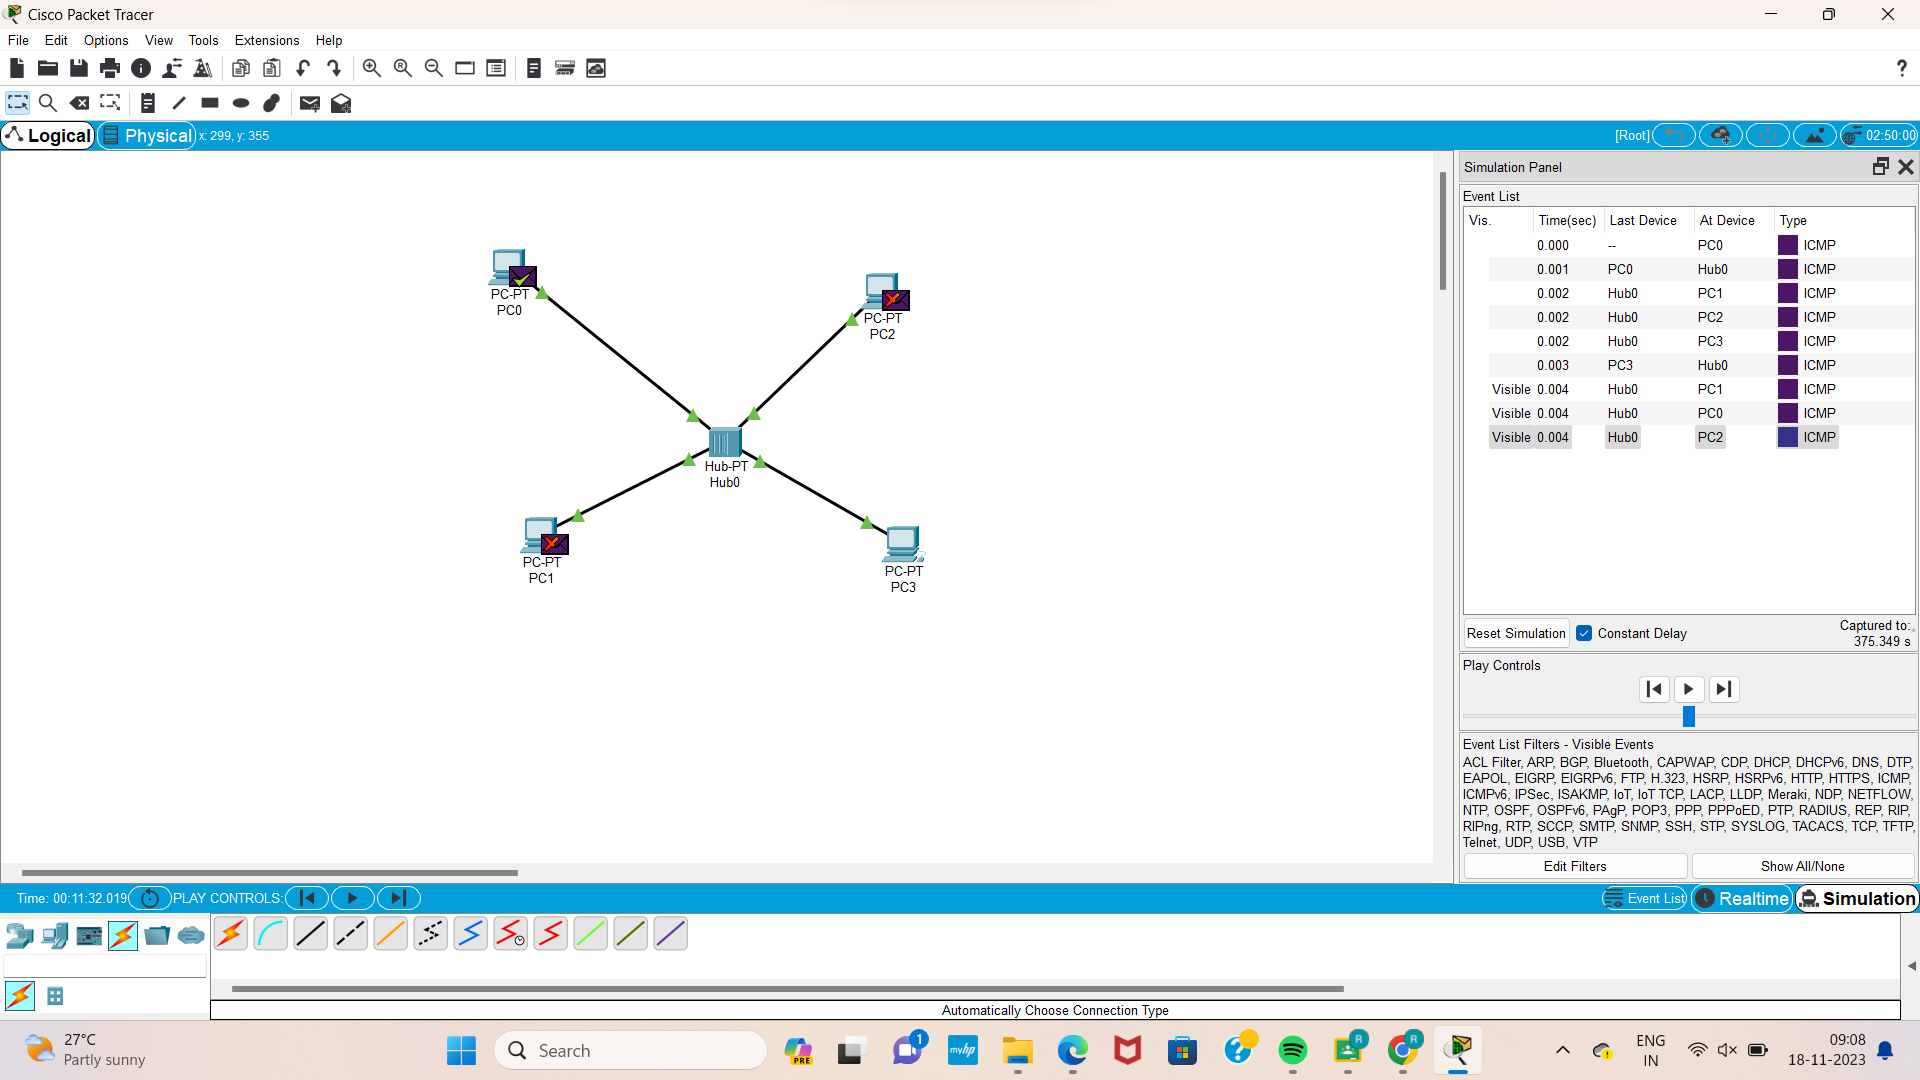 Cisco Packet Tracer
File Edit Options View Tools Extensions Help
?
Logical Physical x: 299, y: 355 [Root] 02:50:00
PC-PT
PC0
PC-PT
PC2
Hub-PT
Hub0
PC-PT
PC1
PC-PT
PC3
Simulation Panel
Event List
Vis. Time(sec) Last Device At Device Type
0.000 -- PC0 ICMP
0.001 PC0 Hub0 ICMP
0.002 Hub0 PC1 ICMP
0.002 Hub0 PC2 ICMP
0.002 Hub0 PC3 ICMP
0.003 PC3 Hub0 ICMP
Visible 0.004 Hub0 PC1 ICMP
Visible 0.004 Hub0 PC0 ICMP
Visible 0.004 Hub0 PC2 ICMP
Reset Simulation Constant Delay Captured to:
375.349 s
Play Controls
Event List Filters - Visible Events
ACL Filter, ARP, BGP, Bluetooth, CAPWAP, CDP, DHCP, DHCPv6, DNS, DTP,
EAPOL, EIGRP, EIGRPv6, FTP, H.323, HSRP, HSRPv6, HTTP, HTTPS, ICMP,
ICMPv6, IPSec, ISAKMP, IoT, IoT TCP, LACP, LLDP, Meraki, NDP, NETFLOW,
NTP, OSPF, OSPFv6, PAgP, POP3, PPP, PPPoED, PTP, RADIUS, REP, RIP,
RIPng, RTP, SCCP, SMTP, SNMP, SSH, STP, SYSLOG, TACACS, TCP, TFTP,
Telnet, UDP, USB, VTP
Edit Filters Show All/None
Time: 00:11:32.019 PLAY CONTROLS: Event List Realtime Simulation
Automatically Choose Connection Type
27°C
Partly sunny
Search
PRE
1
myhp
R
R
ENG
IN
09:08
18-11-2023